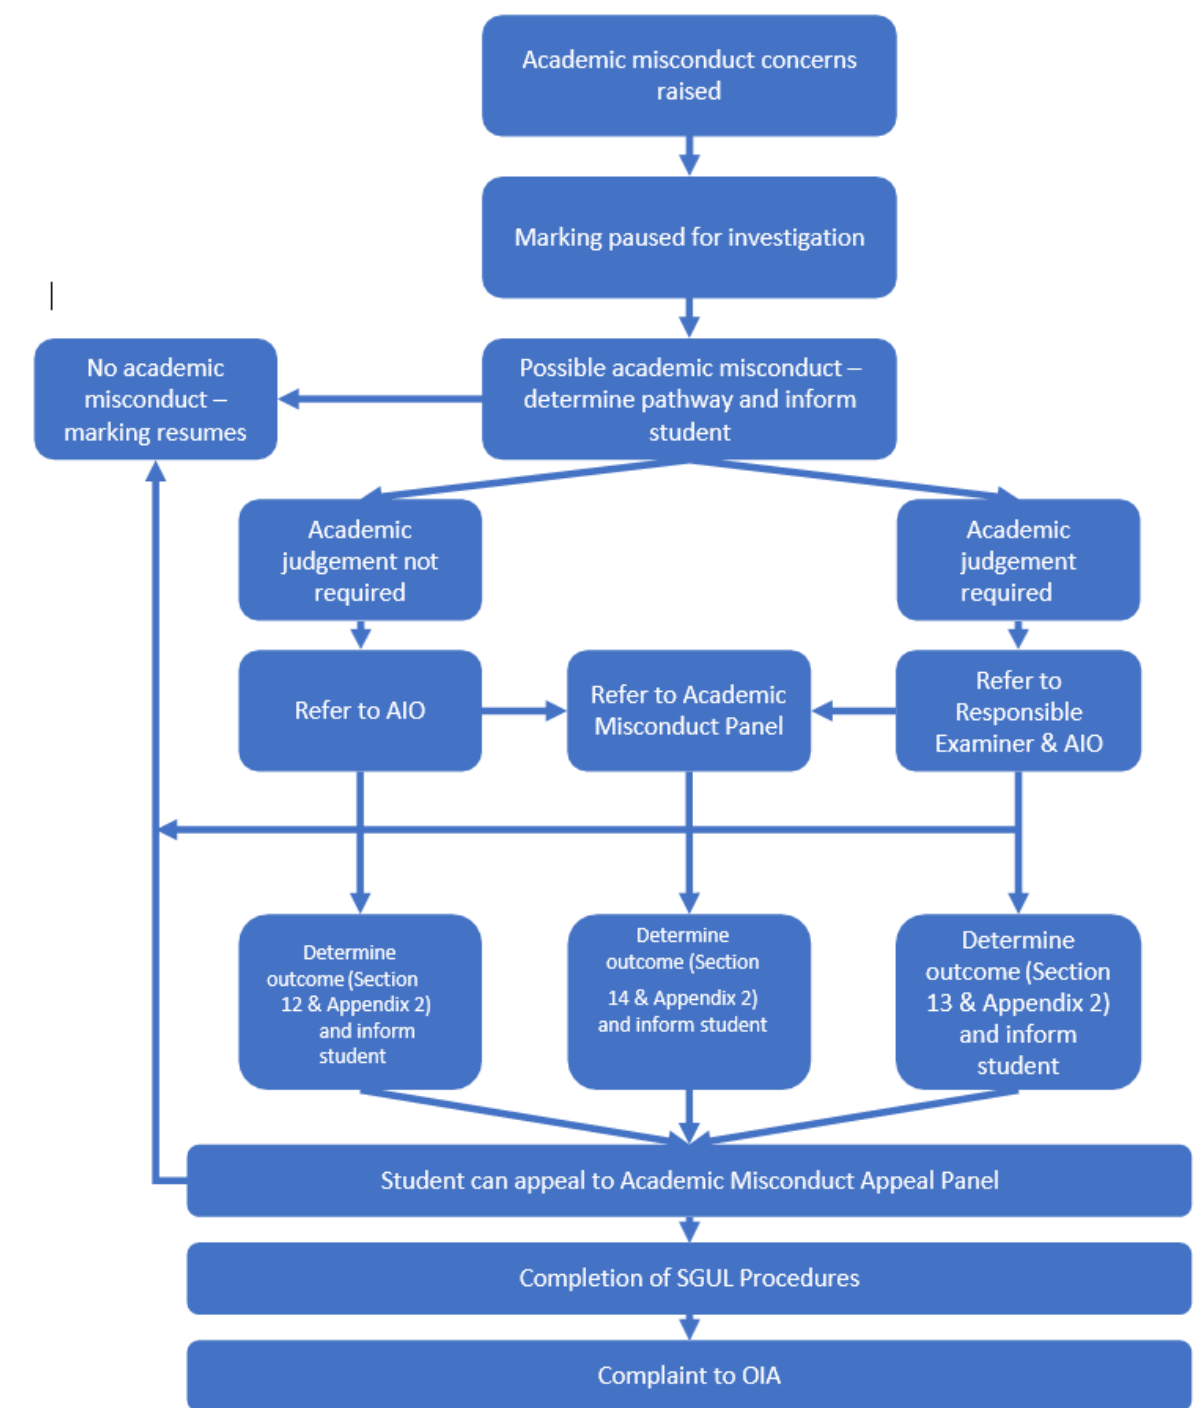 Academic misconduct concerns
raised
Marking paused for investigation
No academic
misconduct –
marking resumes
Possible academic misconduct –
determine pathway and inform
student
Academic
judgement not
required
Academic
judgement
required
Refer to AIO
Refer to Academic
Misconduct Panel
Refer to
Responsible
Examiner & AIO
Determine
outcome (Section
12 & Appendix 2)
and inform
student
Determine
outcome (Section
14 & Appendix 2)
and inform student
Determine
outcome (Section
13 & Appendix 2)
and inform
student
Student can appeal to Academic Misconduct Appeal Panel
Completion of SGUL Procedures
Complaint to OIA